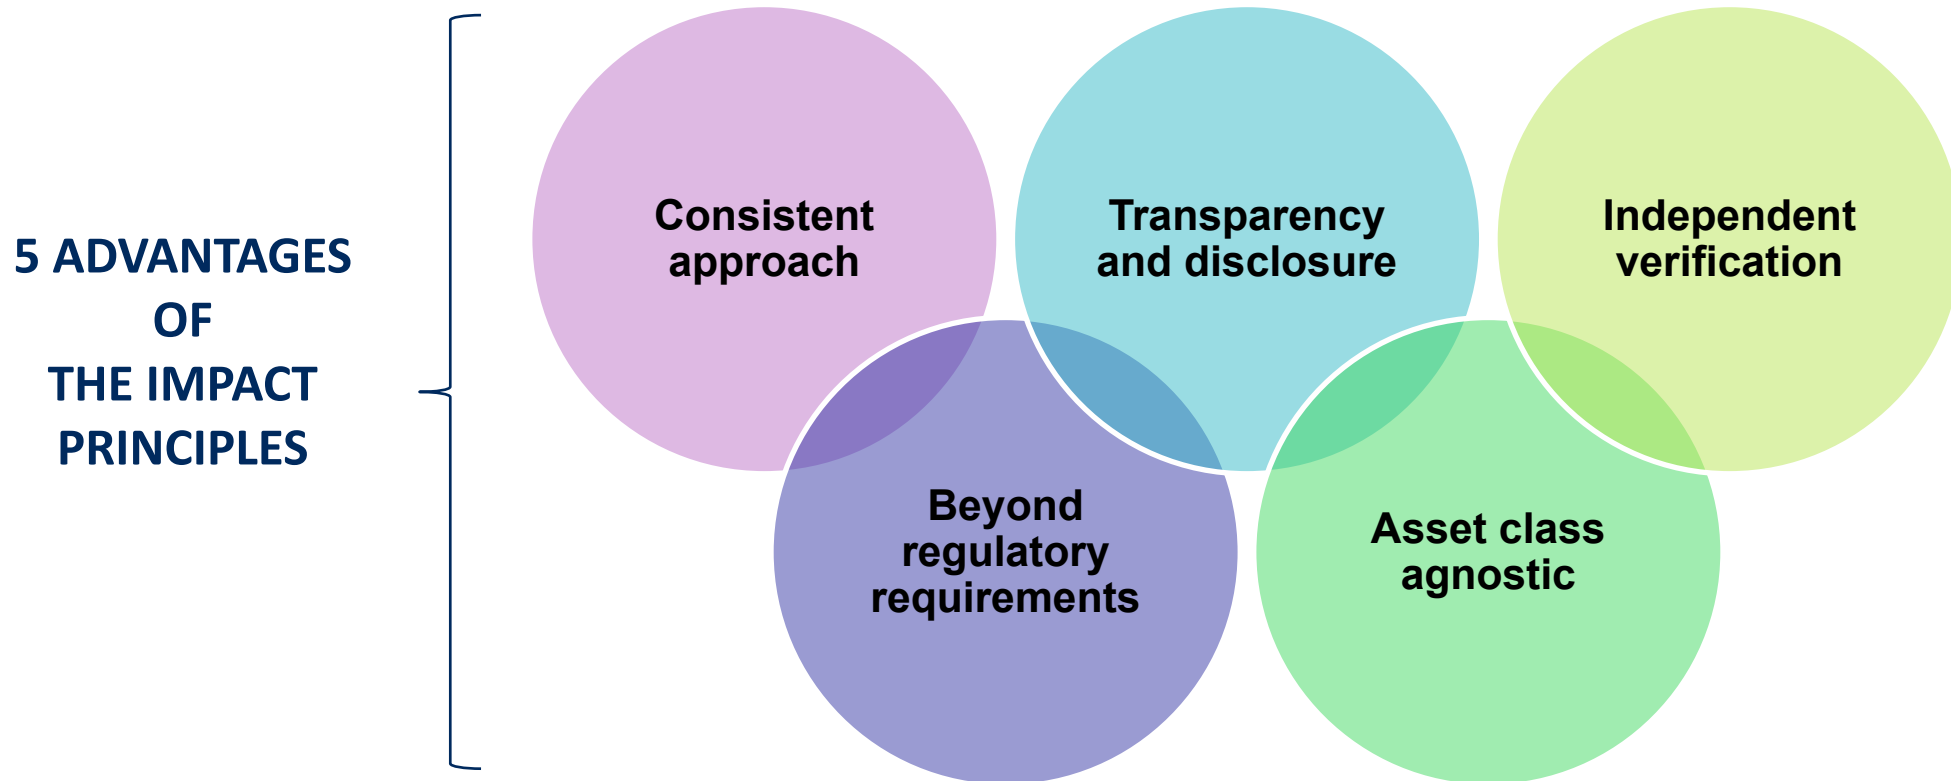 5 ADVANTAGES
OF
THE IMPACT
PRINCIPLES
Consistent
approach
Transparency
and disclosure
Independent
verification
Beyond
regulatory
requirements
Asset class
agnostic